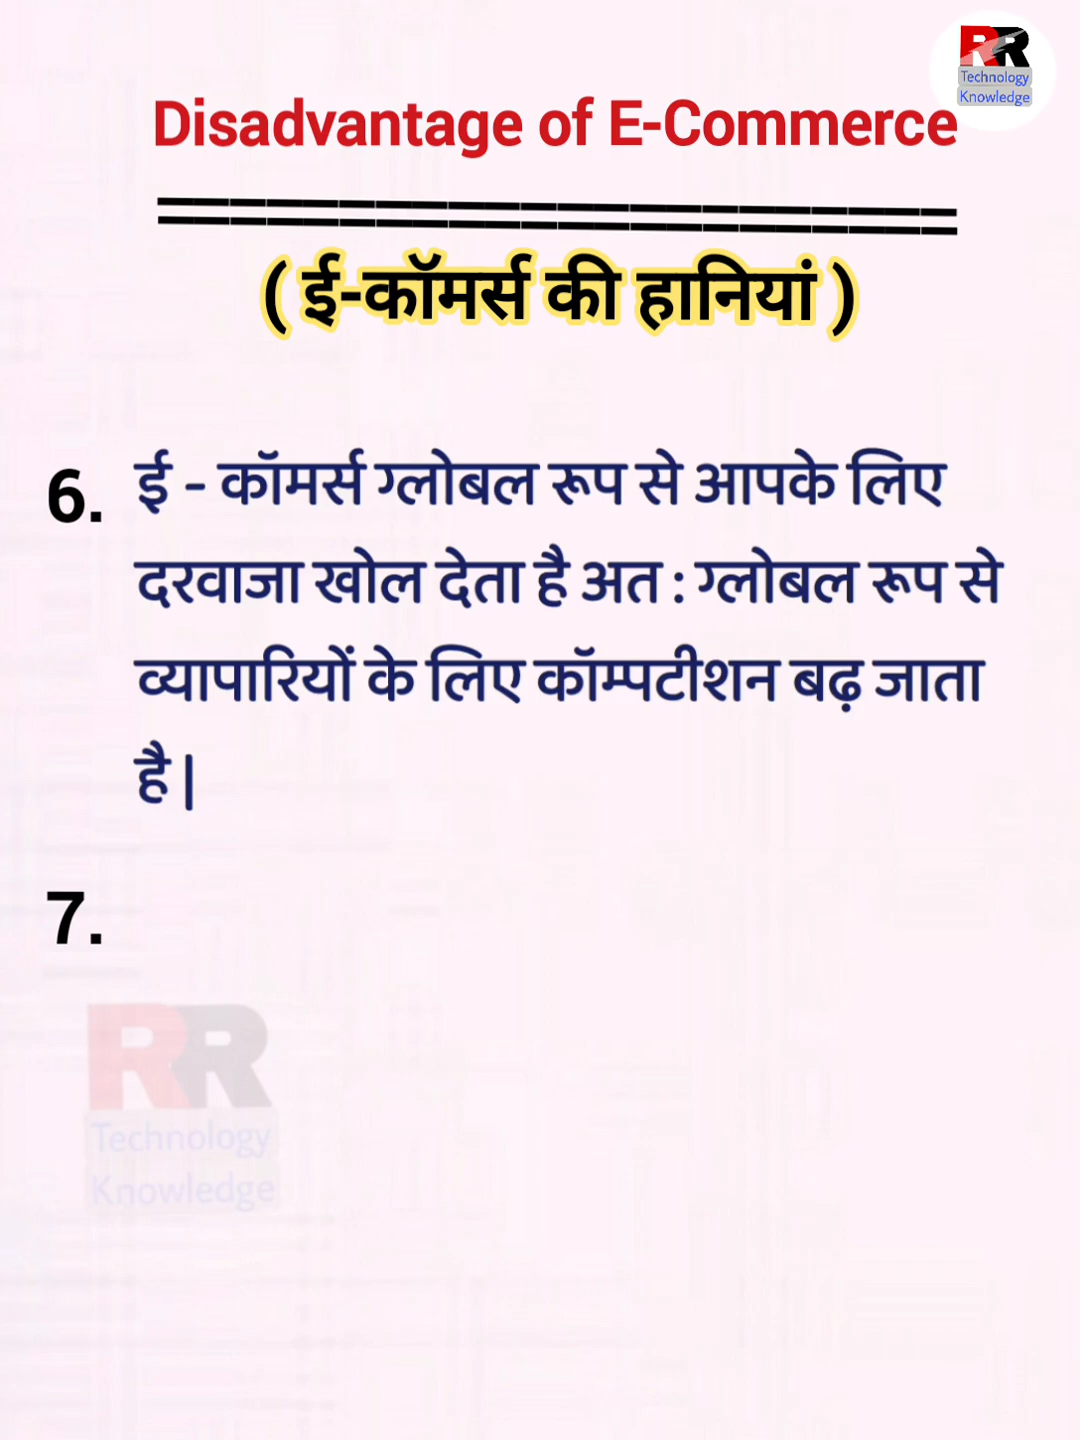 RR
Technology
Knowledge
Disadvantage of E-Commerce
( ई-कॉमर्स की हानियां )
6. ई - कॉमर्स ग्लोबल रूप से आपके लिए
दरवाजा खोल देता है अत : ग्लोबल रूप से
व्यापारियों के लिए कॉम्पटीशन बढ़ जाता
है |
7.
RR
Technology
Knowledge